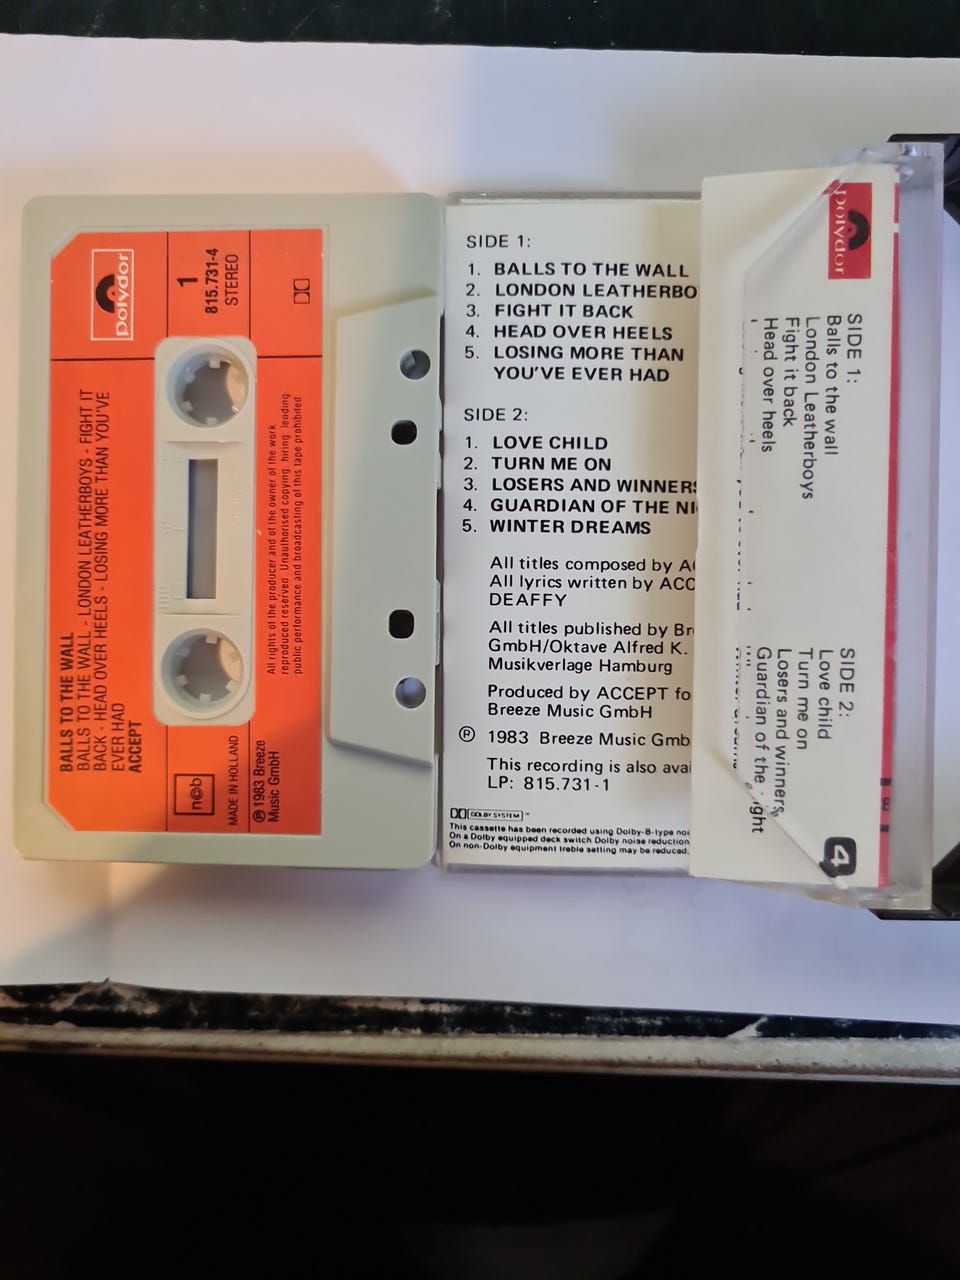 polydor
1
815.731-4
STEREO
BALLS TO THE WALL
BALLS TO THE WALL - LONDON LEATHERBOYS - FIGHT IT
BACK - HEAD OVER HEELS - LOSING MORE THAN YOU'VE
EVER HAD
ACCEPT
All rights of the producer and of the owner of the work
reproduced reserved. Unauthorised copying, hiring, lending
public performance and broadcasting of this tape prohibited
n©b
MADE IN HOLLAND
℗ 1983 Breeze
Music GmbH
SIDE 1:
1. BALLS TO THE WALL
2. LONDON LEATHERBO
3. FIGHT IT BACK
4. HEAD OVER HEELS
5. LOSING MORE THAN
YOU'VE EVER HAD
SIDE 2:
1. LOVE CHILD
2. TURN ME ON
3. LOSERS AND WINNERS
4. GUARDIAN OF THE NI
5. WINTER DREAMS
All titles composed by A
All lyrics written by ACC
DEAFFY
All titles published by Br
GmbH/Oktave Alfred K.
Musikverlage Hamburg
Produced by ACCEPT fo
Breeze Music GmbH
℗ 1983 Breeze Music Gmb
This recording is also avai
LP: 815.731-1
DOLBY SYSTEM
This cassette has been recorded using Dolby-B-type noi
On a Dolby equipped deck switch Dolby noise reduction
On non-Dolby equipment treble setting may be reduced.
polydor
SIDE 1:
Balls to the wall
London Leatherboys
Fight it back
Head over heels
SIDE 2:
Love child
Turn me on
Losers and winners
Guardian of the ight
4